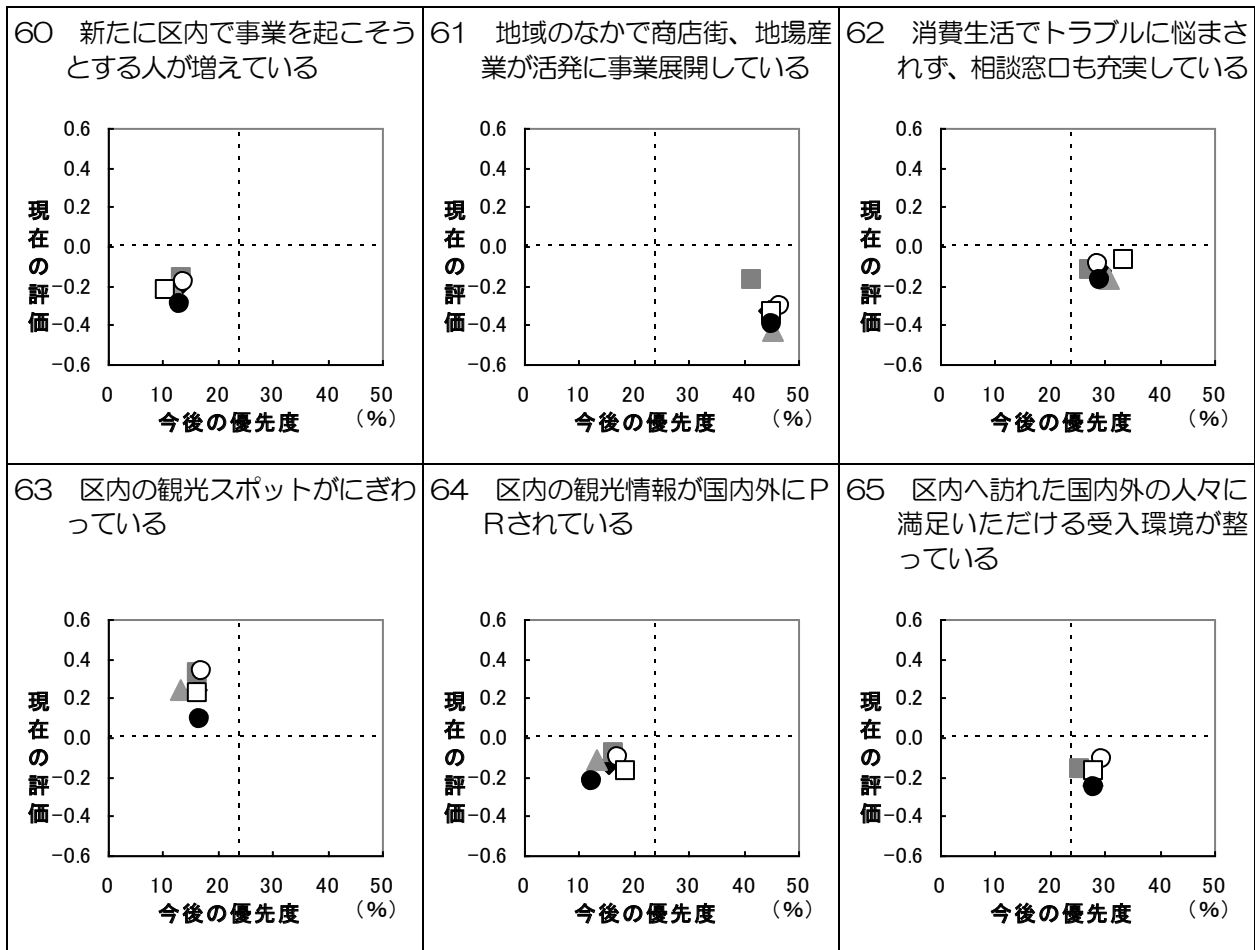 60　新たに区内で事業を起こそう
とする人が増えている
0.6
0.4
0.2
0.0
−0.2
−0.4
−0.6
現在の評価
0 10 20 30 40 50
今後の優先度 （％）
61　地域のなかで商店街、地場産
業が活発に事業展開している
0.6
0.4
0.2
0.0
−0.2
−0.4
−0.6
現在の評価
0 10 20 30 40 50
今後の優先度 （％）
62　消費生活でトラブルに悩まさ
れず、相談窓口も充実している
0.6
0.4
0.2
0.0
−0.2
−0.4
−0.6
現在の評価
0 10 20 30 40 50
今後の優先度 （％）
63　区内の観光スポットがにぎわ
っている
0.6
0.4
0.2
0.0
−0.2
−0.4
−0.6
現在の評価
0 10 20 30 40 50
今後の優先度 （％）
64　区内の観光情報が国内外にＰ
Ｒされている
0.6
0.4
0.2
0.0
−0.2
−0.4
−0.6
現在の評価
0 10 20 30 40 50
今後の優先度 （％）
65　区内へ訪れた国内外の人々に
満足いただける受入環境が整
っている
0.6
0.4
0.2
0.0
−0.2
−0.4
−0.6
現在の評価
0 10 20 30 40 50
今後の優先度 （％）